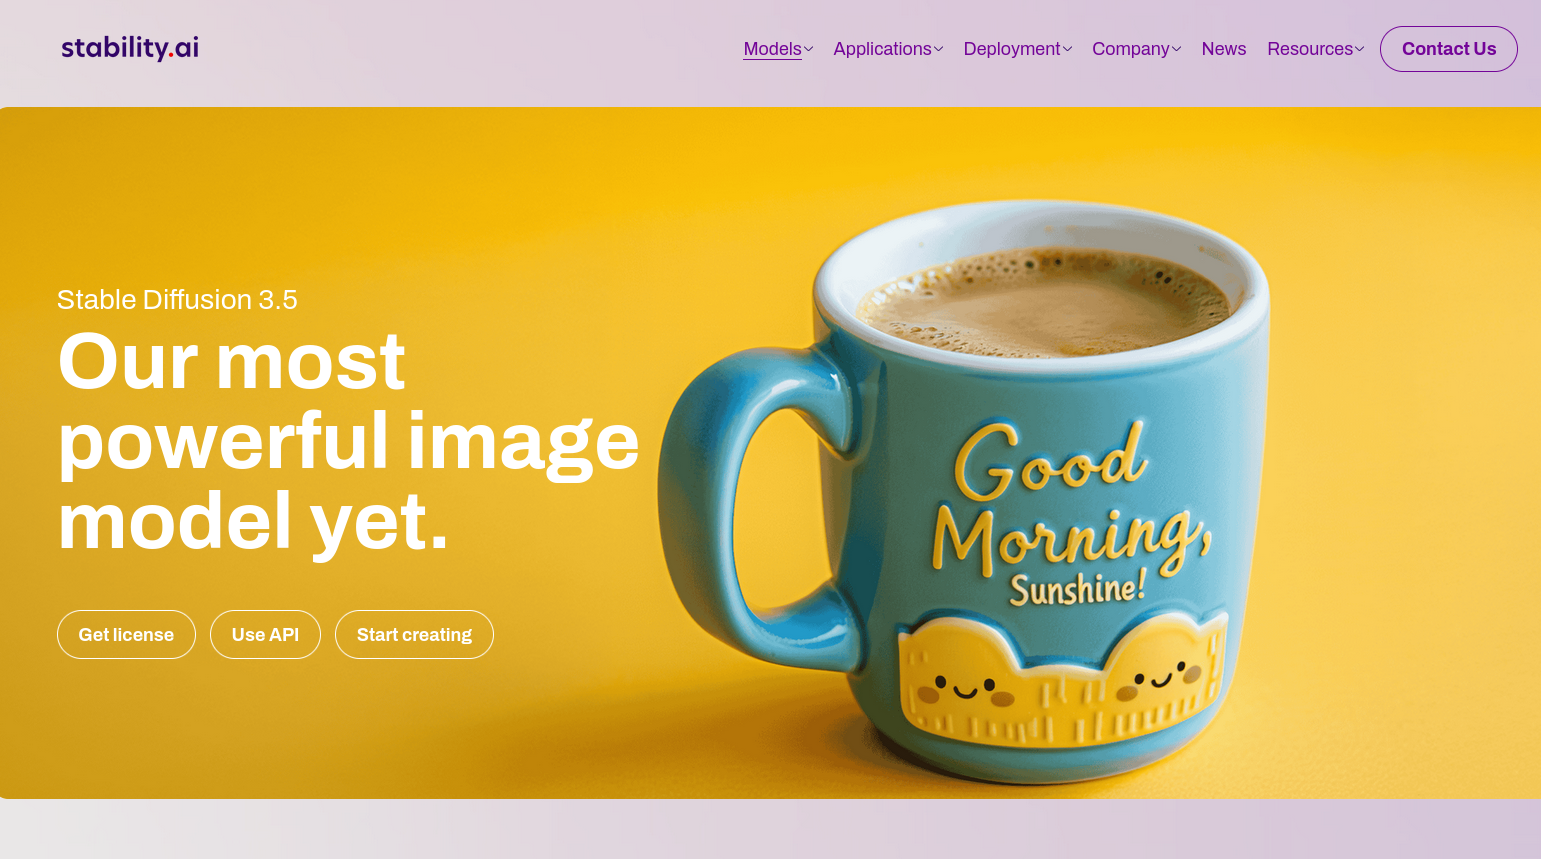 stability.ai
Models Applications Deployment Company News Resources Contact Us
Stable Diffusion 3.5
Our most
powerful image
model yet.
Get license Use API Start creating
Good
Morning,
Sunshine!